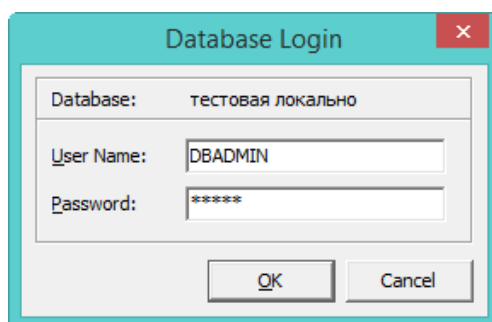 Database Login
Database: тестовая локально
User Name: DBADMIN
Password: *****
OK Cancel